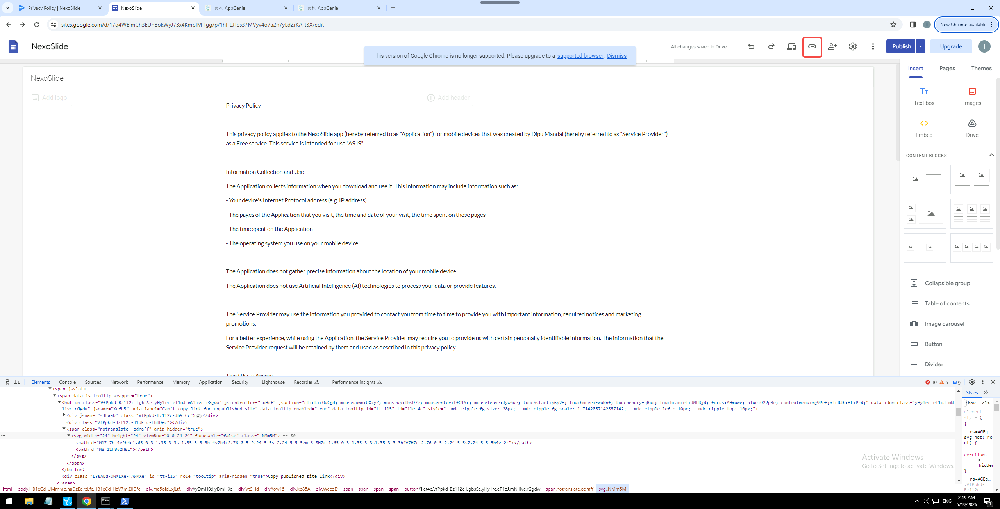 Privacy Policy | NexoSlide
NexoSlide
灵构 AppGenie
灵构 AppGenie
sites.google.com/d/17q4WEImCh3EUnBokWyJ73x4KmpIM-fgg/p/1hl_LJTes37MVyv4o7a2n7yLdZrKA-t3X/edit
New Chrome available
NexoSlide
All changes saved in Drive
Publish
Upgrade
I
This version of Google Chrome is no longer supported. Please upgrade to a supported browser. Dismiss
Insert
Pages
Themes
NexoSlide
Add logo
Add header
Privacy Policy
This privacy policy applies to the NexoSlide app (hereby referred to as "Application") for mobile devices that was created by Dipu Mandal (hereby referred to as "Service Provider")
as a Free service. This service is intended for use "AS IS".
Information Collection and Use
The Application collects information when you download and use it. This information may include information such as:
- Your device's Internet Protocol address (e.g. IP address)
- The pages of the Application that you visit, the time and date of your visit, the time spent on those pages
- The time spent on the Application
- The operating system you use on your mobile device
The Application does not gather precise information about the location of your mobile device.
The Application does not use Artificial Intelligence (AI) technologies to process your data or provide features.
The Service Provider may use the information you provided to contact you from time to time to provide you with important information, required notices and marketing
promotions.
For a better experience, while using the Application, the Service Provider may require you to provide us with certain personally identifiable information. The information that the
Service Provider request will be retained by them and used as described in this privacy policy.
Third Party Access
Text box
Images
Embed
Drive
CONTENT BLOCKS
Collapsible group
Table of contents
Image carousel
Button
Divider
Elements
Console
Sources
Network
Performance
Memory
Application
Security
Lighthouse
Recorder
Performance insights
10
5
9
<span jsslot>
<span data-is-tooltip-wrapper="true">
<button class="VfPpkd-Bz112c-LgbsSe yHy1rc eT1oJ mN1ivc rGgdw" jscontroller="soHxf" jsaction="click:cOuCgd; mousedown:UX7yZ; mouseup:lbsD7e; mouseenter:tfO1Yc; mouseleave:JywGue; touchstart:p6p2H; touchmove:FwuNnf; touchend:yfqBxc; touchcancel:JMtRjd; focus:AHmuwe; blur:O22p3e; contextmenu:mg9Pef;mlnRJb:fLiPzd;" data-idom-class="yHy1rc eT1oJ mN
1ivc rGgdw" jsname="Xcfh5" aria-label="Can't copy link for unpublished site" data-tooltip-enabled="true" data-tooltip-id="tt-i15" id="ilet4c" style="--mdc-ripple-fg-size: 28px; --mdc-ripple-fg-scale: 1.7142857142857142; --mdc-ripple-left: 10px; --mdc-ripple-top: 10px;">
<div jsname="s3Eaab" class="VfPpkd-Bz112c-Jh9lGc">…</div>
<div class="VfPpkd-Bz112c-J1Ukfc-LhBDec"></div>
<span class="notranslate  odraff" aria-hidden="true">
<svg width="24" height="24" viewBox="0 0 24 24" focusable="false" class=" NMm5M"> == $0
<path d="M17 7h-4v2h4c1.65 0 3 1.35 3 3s-1.35 3-3 3h-4v2h4c2.76 0 5-2.24 5-5s-2.24-5-5-5zm-6 8H7c-1.65 0-3-1.35-3-3s1.35-3 3-3h4V7H7c-2.76 0-5 2.24-5 5s2.24 5 5 5h4v-2z"></path>
<path d="M8 11h8v2H8z"></path>
</svg>
</span>
</button>
<div class="EY8ABd-OWXEXe-TAWMXe" id="tt-i15" role="tooltip" aria-hidden="true">Copy published site link</div>
</span>
html
body.HB1eCd-UMrnmb.haDzEe.rzLfc.HB1eCd-HzV7m.EIlDfe
div.ma5oid.JxjLtf.
div#yDmH0d.yDmH0d
div.Vt91Id
div#ow15
div.kb85A
div.WecqD
span
span
span
span
button#ilet4c.VfPpkd-Bz112c-LgbsSe.yHy1rc.eT1oJ.mN1ivc.rGgdw
span.notranslate.odraff
svg..NMm5M
Styles
:hov .cls
element.
style {
}
rs=AGEq…
svg:not(:ro
ot) {
overflow:
hidden
}
rs=AGEq…
.VfPpkd-
Bz112c-
Activate Windows
Go to Settings to activate Windows.
ENG
2:19 AM
5/19/2026
1